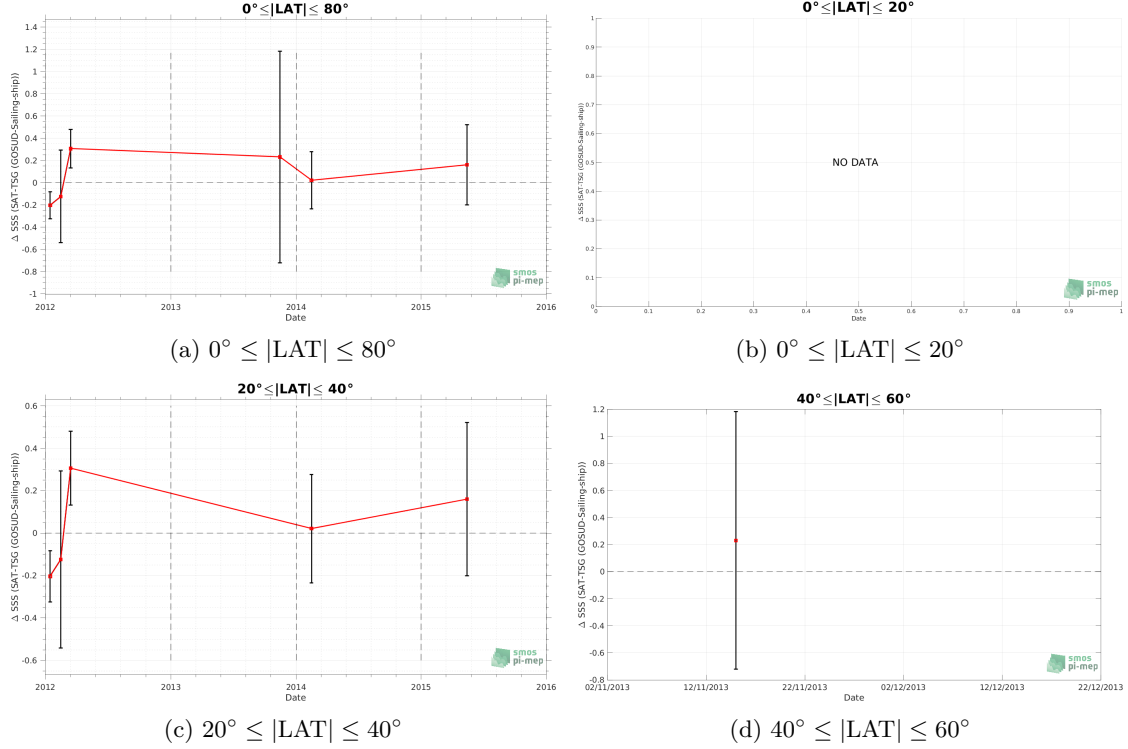 0°≤|LAT|≤ 80°
1.4
1.2
1
0.8
0.6
0.4
0.2
0
-0.2
-0.4
-0.6
-0.8
-1
Δ SSS (SAT-TSG (GOSUD-Sailing-ship))
2012 2013 2014 2015 2016
Date
smos
pi-mep
(a) 0° ≤ |LAT| ≤ 80°
0°≤|LAT|≤ 20°
1
0.9
0.8
0.7
0.6
0.5
0.4
0.3
0.2
0.1
0
Δ SSS (SAT-TSG (GOSUD-Sailing-ship))
NO DATA
0 0.1 0.2 0.3 0.4 0.5 0.6 0.7 0.8 0.9 1
Date
smos
pi-mep
(b) 0° ≤ |LAT| ≤ 20°
20°≤|LAT|≤ 40°
0.6
0.4
0.2
0
-0.2
-0.4
-0.6
Δ SSS (SAT-TSG (GOSUD-Sailing-ship))
2012 2013 2014 2015 2016
Date
smos
pi-mep
(c) 20° ≤ |LAT| ≤ 40°
40°≤|LAT|≤ 60°
1.2
1
0.8
0.6
0.4
0.2
0
-0.2
-0.4
-0.6
-0.8
Δ SSS (SAT-TSG (GOSUD-Sailing-ship))
02/11/2013 12/11/2013 22/11/2013 02/12/2013 12/12/2013 22/12/2013
Date
smos
pi-mep
(d) 40° ≤ |LAT| ≤ 60°